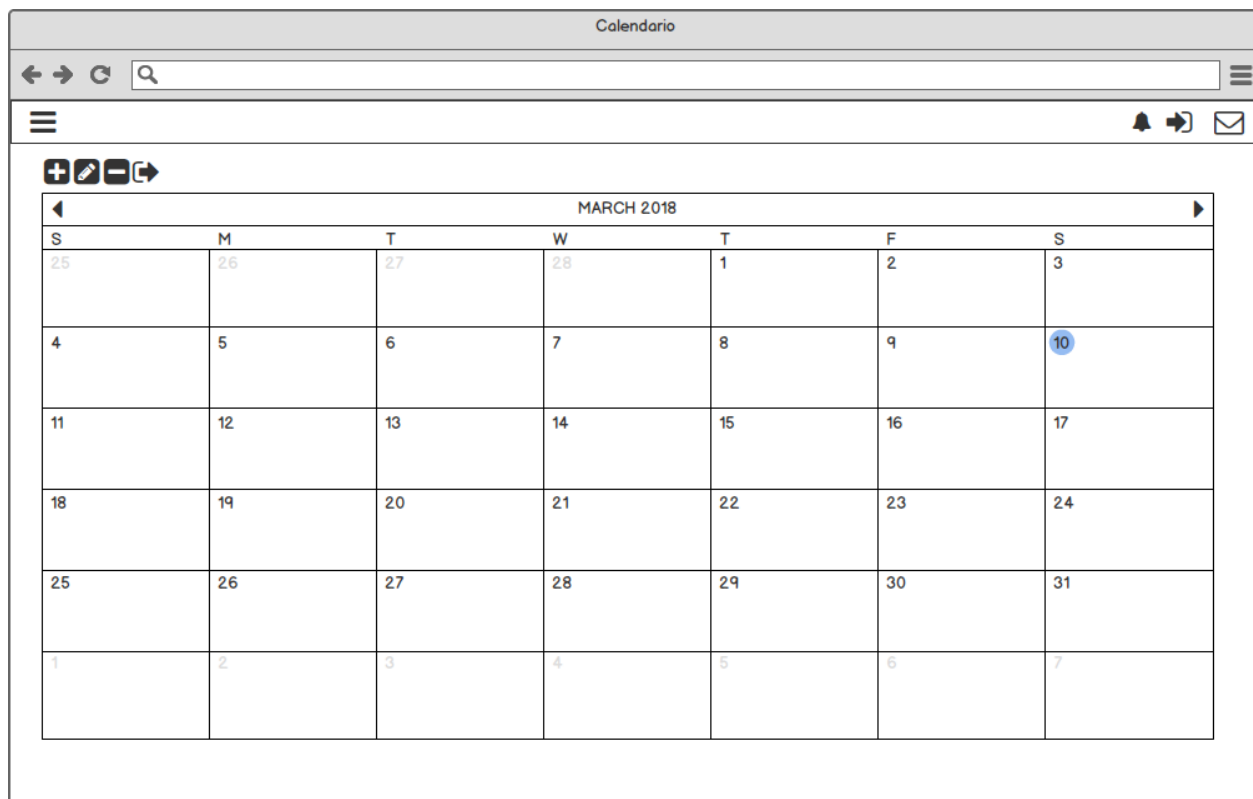 Calendario
MARCH 2018
S M T W T F S
25 26 27 28 1 2 3
4 5 6 7 8 9 10
11 12 13 14 15 16 17
18 19 20 21 22 23 24
25 26 27 28 29 30 31
1 2 3 4 5 6 7